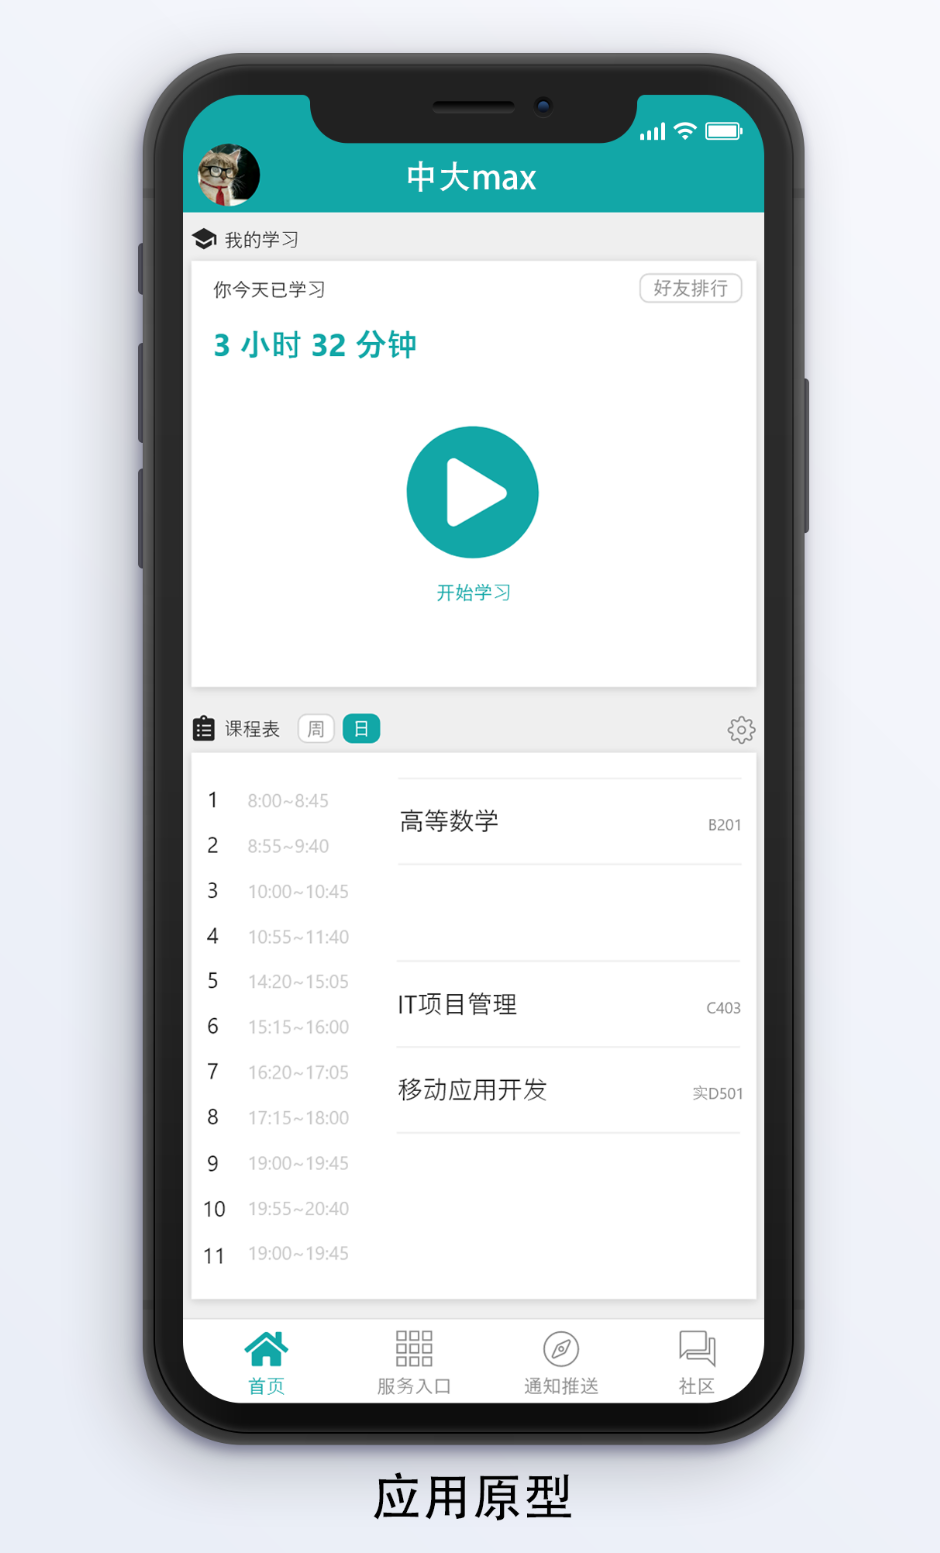 中大max
我的学习
你今天已学习
好友排行
3 小时 32 分钟
开始学习
课程表 周 日
1 8:00~8:45
高等数学 B201
2 8:55~9:40
3 10:00~10:45
4 10:55~11:40
5 14:20~15:05
IT项目管理 C403
6 15:15~16:00
7 16:20~17:05
移动应用开发 实D501
8 17:15~18:00
9 19:00~19:45
10 19:55~20:40
11 19:00~19:45
首页 服务入口 通知推送 社区
应用原型